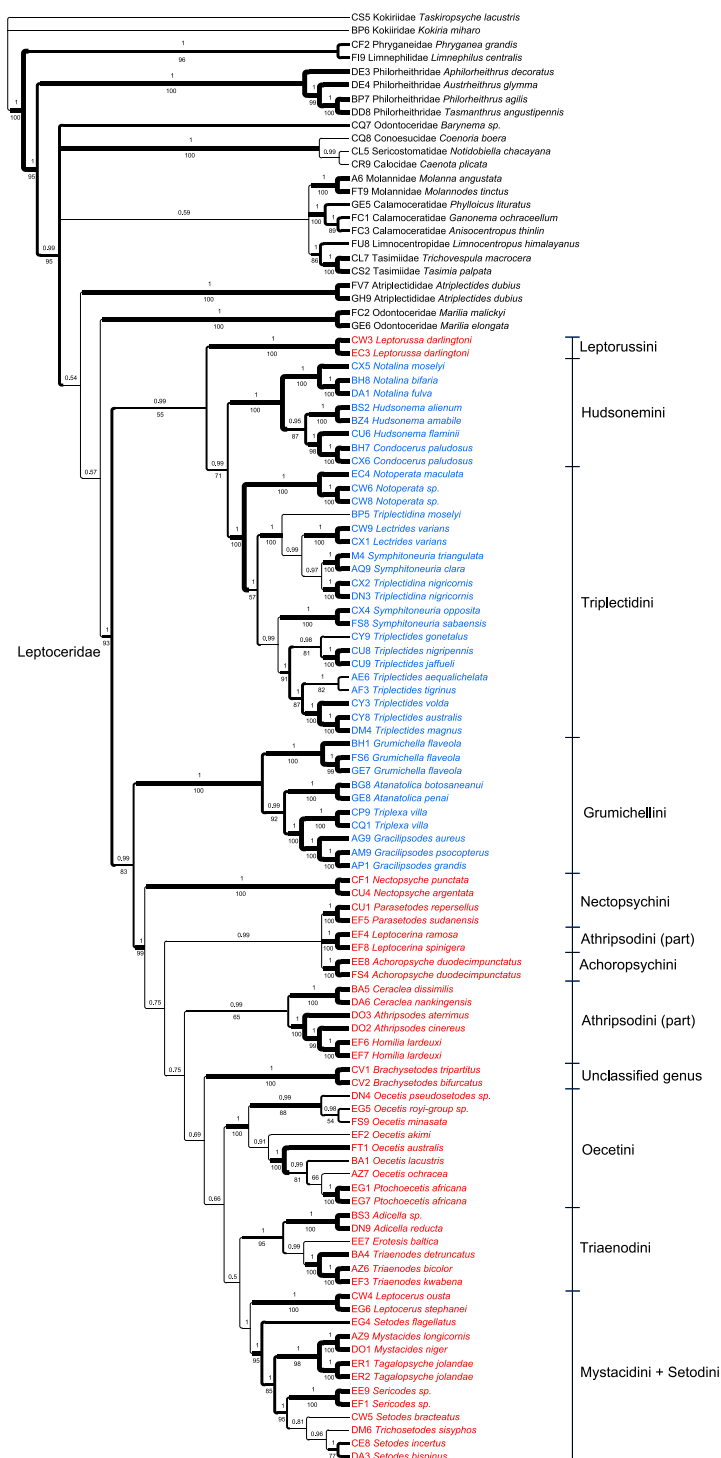 CS5 Kokiriidae Taskiropsyche lacustris
BP6 Kokiiridae Kokiria miharo
CF2 Phryganeidae Phryganea grandis
FI9 Limnephilidae Limnephilus centralis
DE3 Philorheithridae Aphilorheithrus decoratus
DE4 Philorheithridae Austrheithrus glymma
BP7 Philorheithridae Philorheithrus agilis
DD8 Philorheithridae Tasmanthrus angustipennis
CQ7 Odontoceridae Barynema sp.
CQ8 Conoesucidae Coenoria boera
CL5 Sericostomatidae Notidobiella chacayana
CR9 Calocidae Caenota plicata
A6 Molannidae Molanna angustata
FT9 Molannidae Molannodes tinctus
GE5 Calamoceratidae Phylloicus lituratus
FC1 Calamoceratidae Ganonema ochraceellum
FC3 Calamoceratidae Anisocentropus thinlin
FU8 Limnocentropidae Limnocentropus himalayanus
CL7 Tasimiidae Trichovespula macrocera
CS2 Tasimiidae Tasimia palpata
FV7 Atriplectididae Atriplectides dubius
GH9 Atriplectididae Atriplectides dubius
FC2 Odontoceridae Marilia malickyi
GE6 Odontoceridae Marilia elongata
CW3 Leptorussa darlingtoni
EC3 Leptorussa darlingtoni
Leptorussini
CX5 Notalina moselyi
BH8 Notalina bifaria
DA1 Notalina fulva
BS2 Hudsonema alienum
BZ4 Hudsonema amabile
CU6 Hudsonema flaminii
BH7 Condocerus paludosus
CX6 Condocerus paludosus
Hudsonemini
EC4 Notoperata maculata
CW6 Notoperata sp.
CW8 Notoperata sp.
BP5 Triplectidina moselyi
CW9 Lectrides varians
CX1 Lectrides varians
M4 Symphitoneuria triangulata
AQ9 Symphitoneuria clara
CX2 Triplectidina nigricornis
DN3 Triplectidina nigricornis
CX4 Symphitoneuria opposita
FS8 Symphitoneuria sabaensis
CY9 Triplectides gonetalus
CU8 Triplectides nigripennis
CU9 Triplectides jaffueli
AE6 Triplectides aequalichelata
AF3 Triplectides tigrinus
CY3 Triplectides volda
CY8 Triplectides australis
DM4 Triplectides magnus
Triplectidini
Leptoceridae
BH1 Grumichella flaveola
FS6 Grumichella flaveola
GE7 Grumichella flaveola
BG8 Atanatolica botosaneanui
GE8 Atanatolica penai
CP9 Triplexa villa
CQ1 Triplexa villa
AG9 Gracilipsodes aureus
AM9 Gracilipsodes psocopterus
AP1 Gracilipsodes grandis
Grumichellini
CF1 Nectopsyche punctata
CU4 Nectopsyche argentata
CU1 Parasetodes repersellus
EF5 Parasetodes sudanensis
Nectopsychini
EF4 Leptocerina ramosa
EF8 Leptocerina spinigera
Athripsodini (part)
EE8 Achoropsyche duodecimpunctatus
FS4 Achoropsyche duodecimpunctatus
Achoropsychini
BA5 Ceraclea dissimilis
DA6 Ceraclea nankingensis
DO3 Athripsodes aterrimus
DO2 Athripsodes cinereus
EF6 Homilia lardeuxi
EF7 Homilia lardeuxi
Athripsodini (part)
CV1 Brachysetodes tripartitus
CV2 Brachysetodes bifurcatus
Unclassified genus
DN4 Oecetis pseudosetodes sp.
EG5 Oecetis royi-group sp.
FS9 Oecetis minasata
EF2 Oecetis akimi
FT1 Oecetis australis
BA1 Oecetis lacustris
AZ7 Oecetis ochracea
EG1 Ptochoecetis africana
EG7 Ptochoecetis africana
Oecetini
BS3 Adicella sp.
DN9 Adicella reducta
EE7 Erotesis baltica
BA4 Triaenodes detruncatus
AZ6 Triaenodes bicolor
EF3 Triaenodes kwabena
Triaenodini
CW4 Leptocerus ousta
EG6 Leptocerus stephanei
EG4 Setodes flagellatus
AZ9 Mystacides longicornis
DO1 Mystacides niger
ER1 Tagalopsyche jolandae
ER2 Tagalopsyche jolandae
EE9 Sericodes sp.
EF1 Sericodes sp.
CW5 Setodes bracteatus
DM6 Trichosetodes sisyphos
CE8 Setodes incertus
DA3 Setodes bispinus
Mystacidini + Setodini